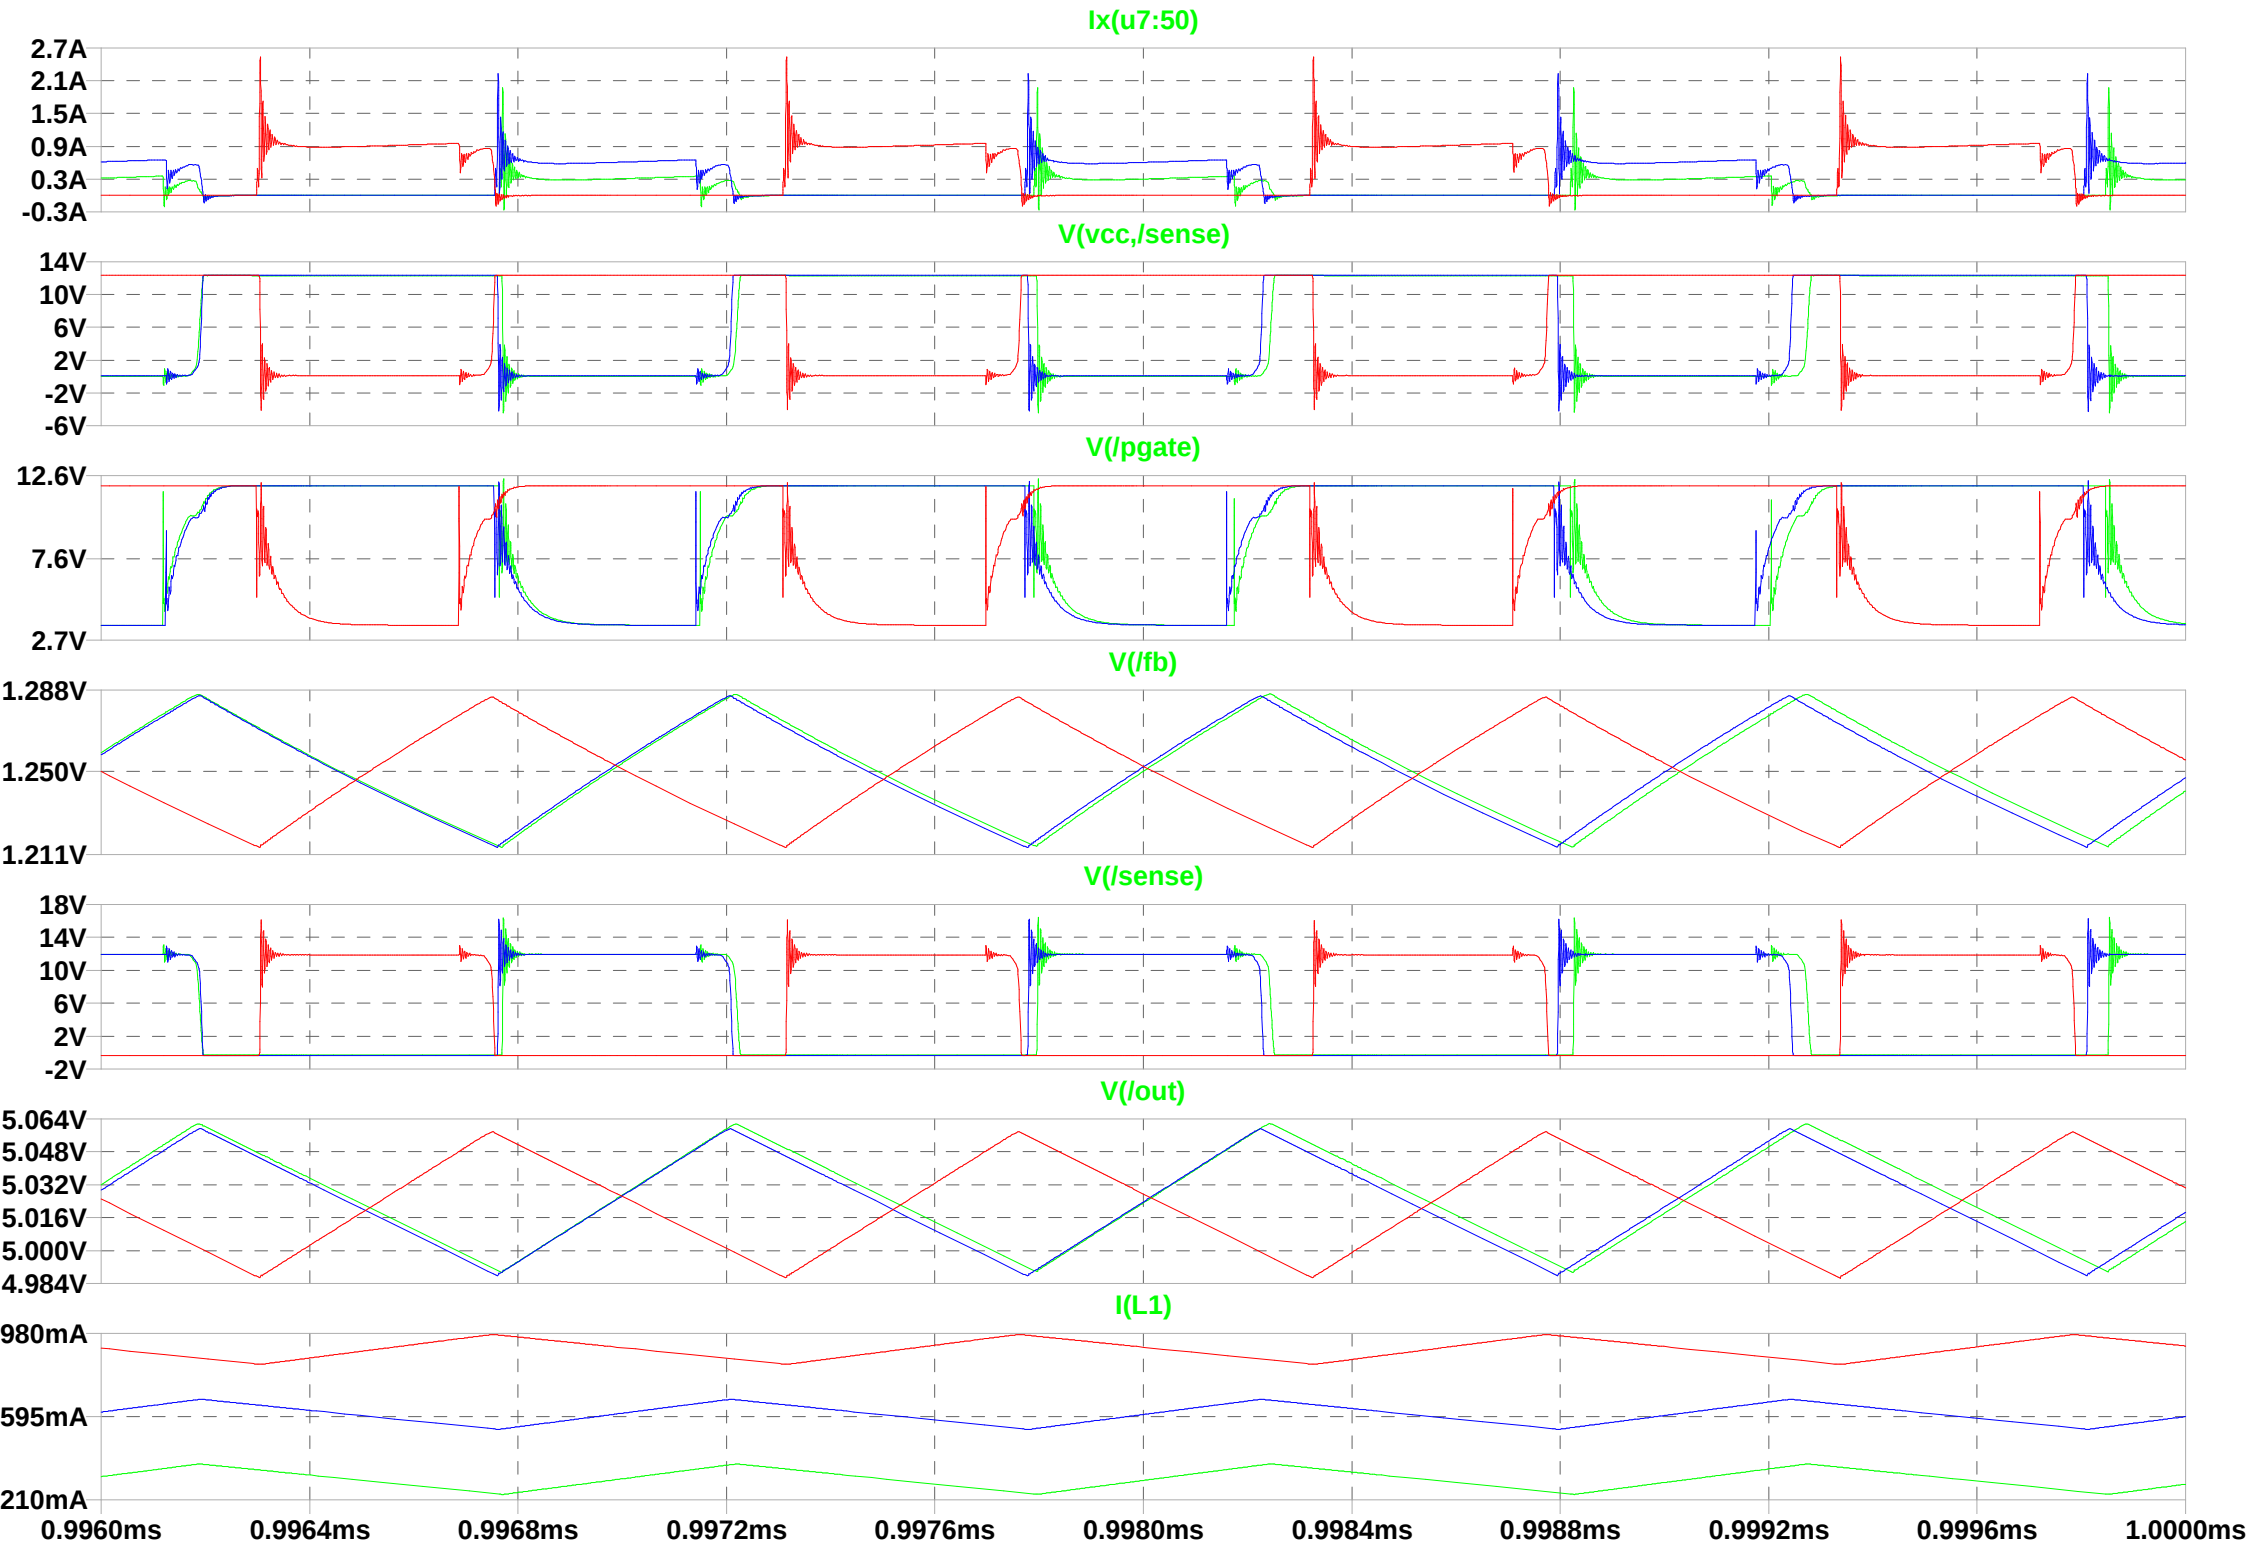 Ix(u7:50)
2.7A
2.1A
1.5A
0.9A
0.3A
-0.3A
V(vcc,/sense)
14V
10V
6V
2V
-2V
-6V
V(/pgate)
12.6V
7.6V
2.7V
V(/fb)
1.288V
1.250V
1.211V
V(/sense)
18V
14V
10V
6V
2V
-2V
V(/out)
5.064V
5.048V
5.032V
5.016V
5.000V
4.984V
I(L1)
980mA
595mA
210mA
0.9960ms 0.9964ms 0.9968ms 0.9972ms 0.9976ms 0.9980ms 0.9984ms 0.9988ms 0.9992ms 0.9996ms 1.0000ms